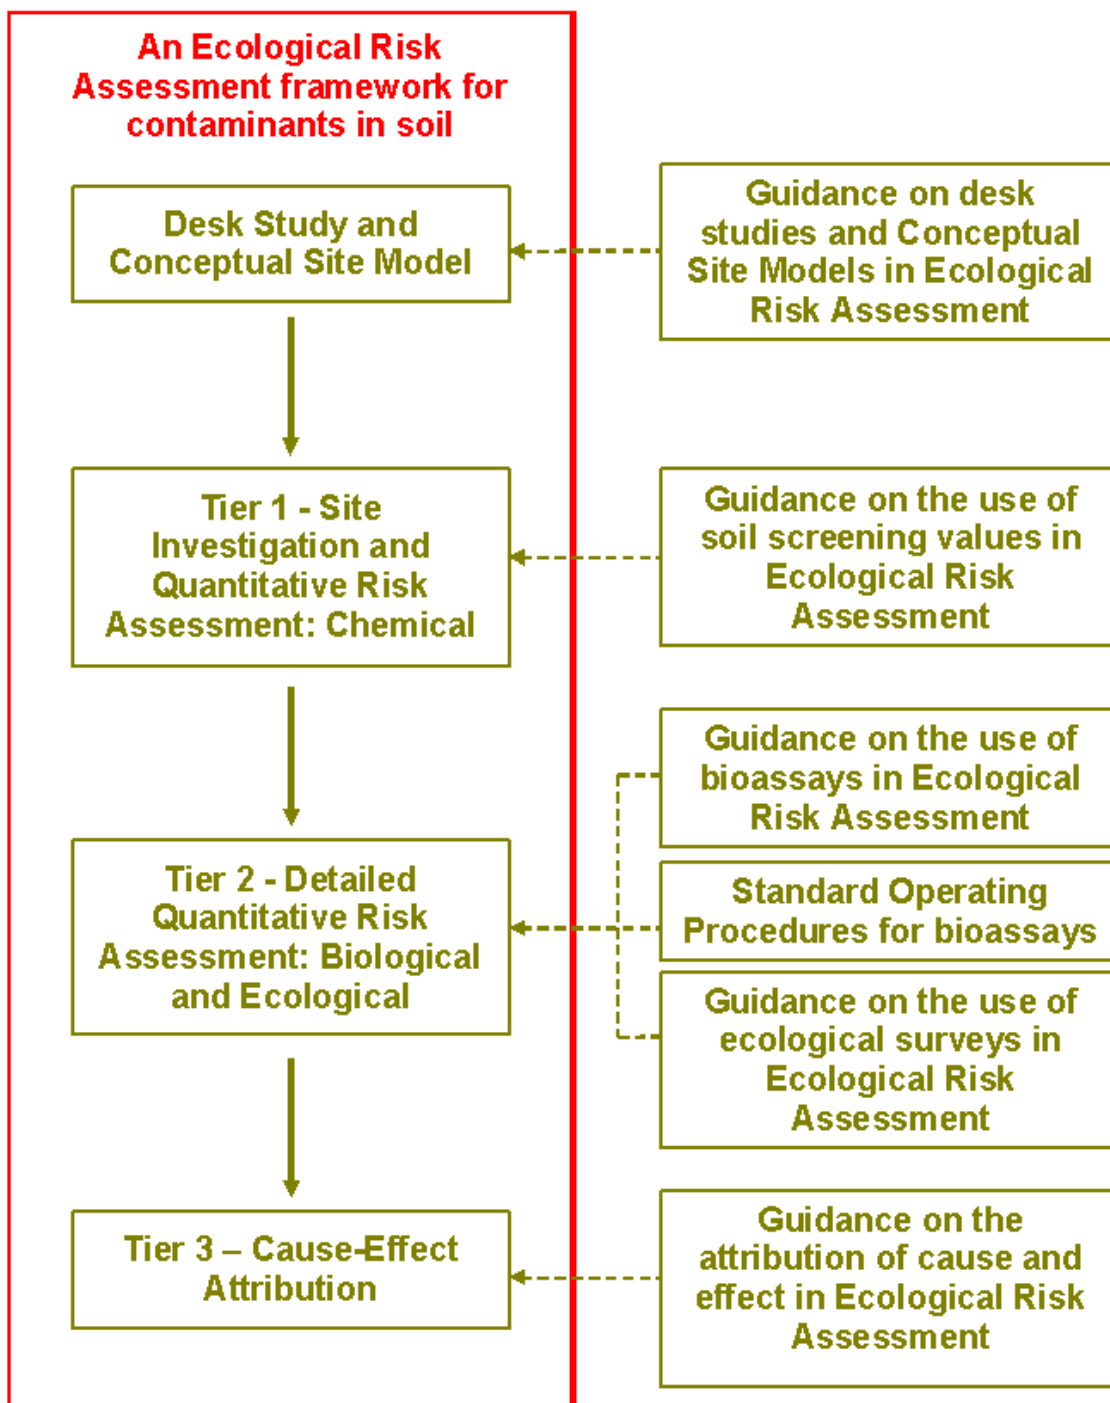 An Ecological Risk
Assessment framework for
contaminants in soil
Desk Study and
Conceptual Site Model
Guidance on desk
studies and Conceptual
Site Models in Ecological
Risk Assessment
Tier 1 - Site
Investigation and
Quantitative Risk
Assessment: Chemical
Guidance on the use of
soil screening values in
Ecological Risk
Assessment
Tier 2 - Detailed
Quantitative Risk
Assessment: Biological
and Ecological
Guidance on the use of
bioassays in Ecological
Risk Assessment
Standard Operating
Procedures for bioassays
Guidance on the use of
ecological surveys in
Ecological Risk
Assessment
Tier 3 – Cause-Effect
Attribution
Guidance on the
attribution of cause and
effect in Ecological Risk
Assessment